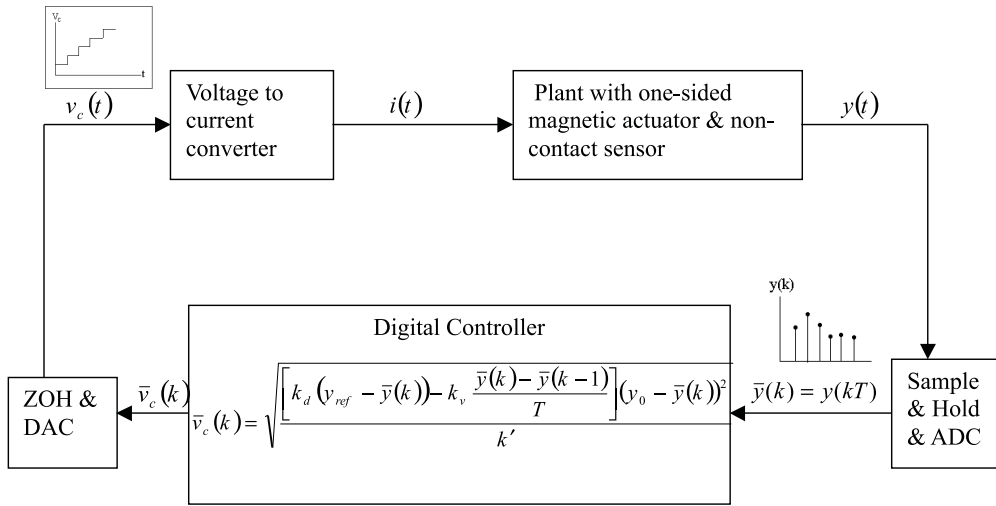 V_c
t
v_c(t)
Voltage to
current
converter
i(t)
Plant with one-sided
magnetic actuator & non-
contact sensor
y(t)
y(k)
Digital Controller
v̅_c(k) = √([k_d (y_ref − y̅(k)) − k_v (y̅(k) − y̅(k−1))/T](y_0 − y̅(k))² / k′)
y̅(k) = y(kT)
Sample
& Hold
& ADC
v̅_c(k)
ZOH &
DAC